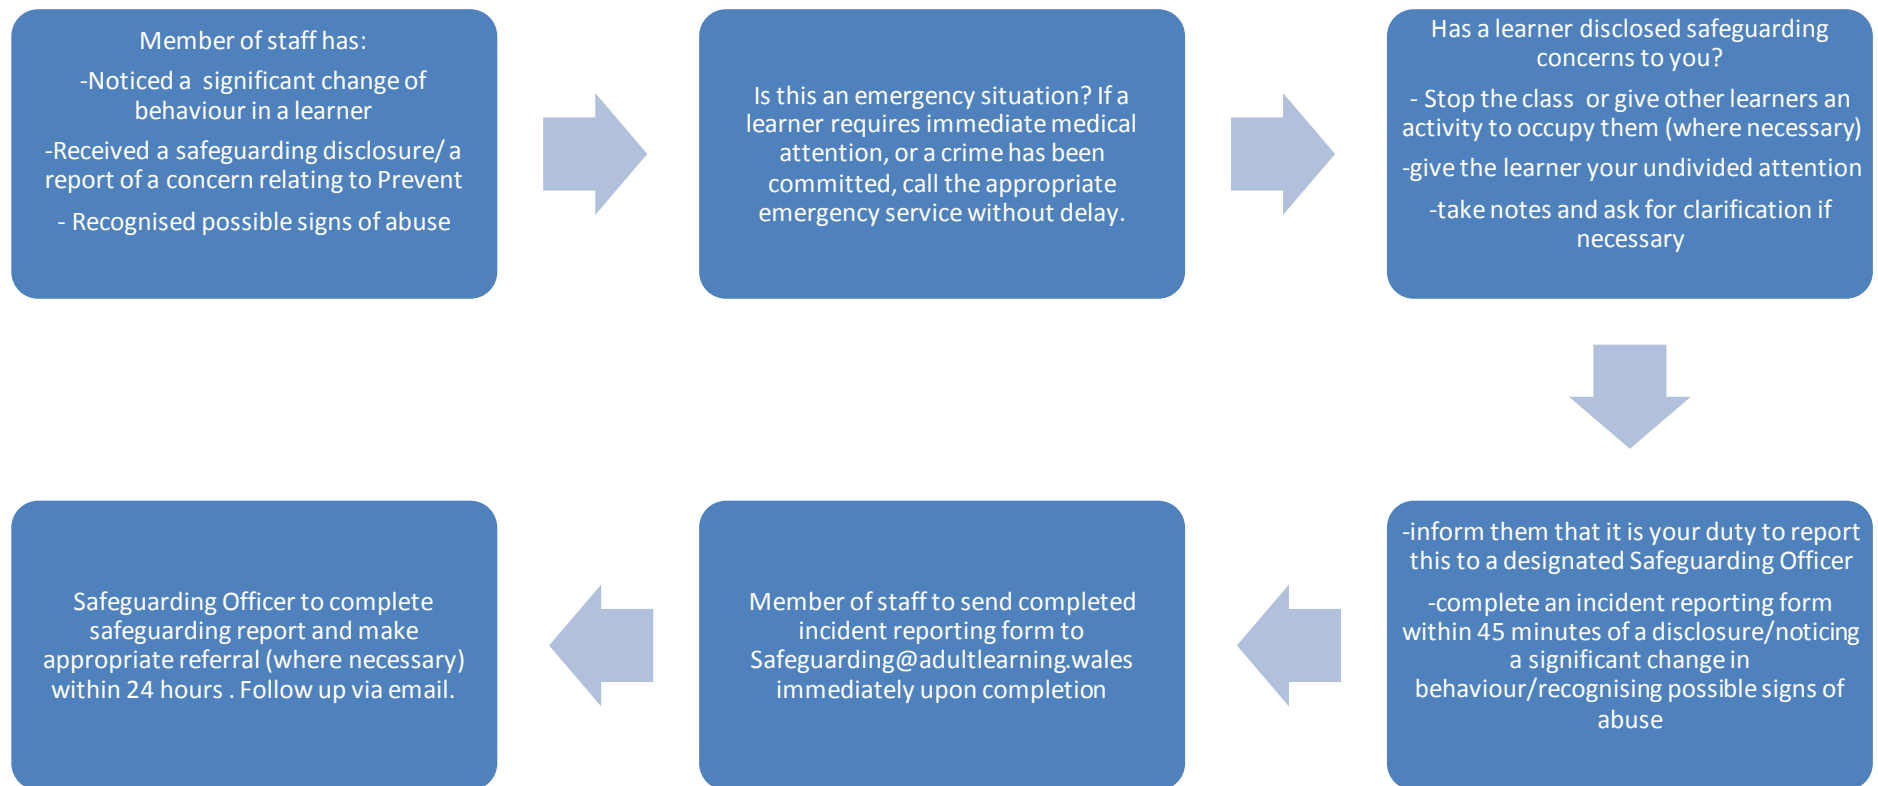 Member of staff has:
-Noticed a significant change of
behaviour in a learner
-Received a safeguarding disclosure/ a
report of a concern relating to Prevent
- Recognised possible signs of abuse
Is this an emergency situation? If a
learner requires immediate medical
attention, or a crime has been
committed, call the appropriate
emergency service without delay.
Has a learner disclosed safeguarding
concerns to you?
- Stop the class or give other learners an
activity to occupy them (where necessary)
-give the learner your undivided attention
-take notes and ask for clarification if
necessary
-inform them that it is your duty to report
this to a designated Safeguarding Officer
-complete an incident reporting form
within 45 minutes of a disclosure/noticing
a significant change in
behaviour/recognising possible signs of
abuse
Member of staff to send completed
incident reporting form to
Safeguarding@adultlearning.wales
immediately upon completion
Safeguarding Officer to complete
safeguarding report and make
appropriate referral (where necessary)
within 24 hours . Follow up via email.